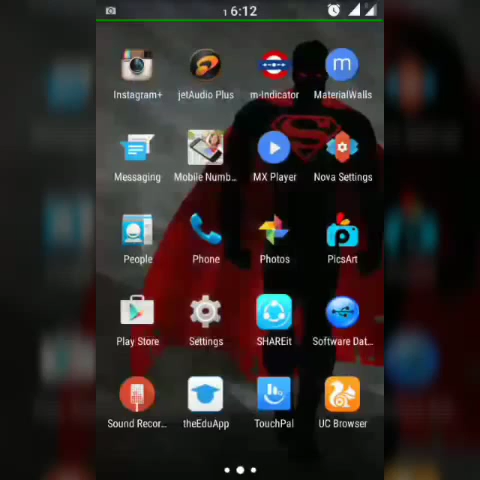 1 6:12
Instagram+ jetAudio Plus m-Indicator MaterialWalls
m
Messaging Mobile Numb... MX Player Nova Settings
People Phone Photos PicsArt
Play Store Settings SHAREit Software Dat...
Sound Recor... theEduApp TouchPal UC Browser